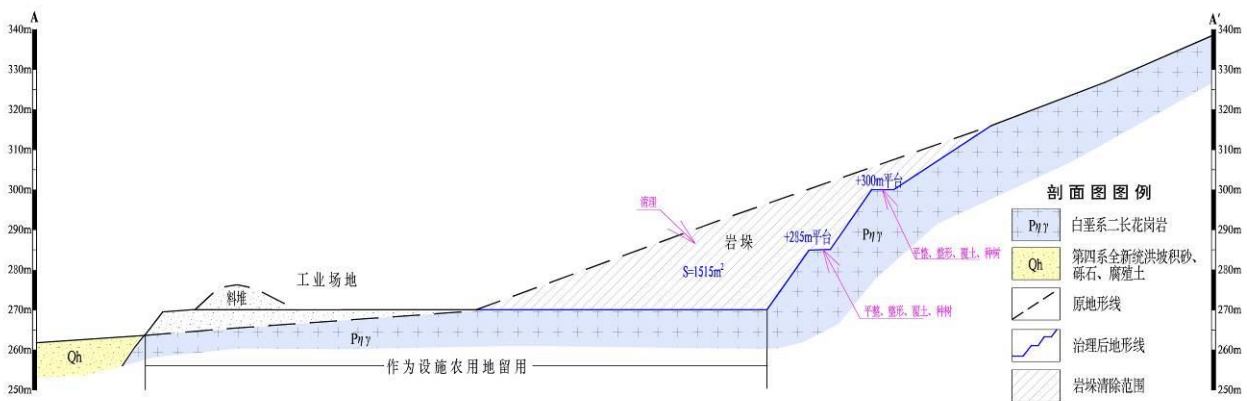 A
A'
340m
340m
330m
330m
320m
320m
310m
310m
300m
300m
290m
290m
280m
280m
270m
270m
260m
260m
250m
250m
清理
+300m平台
岩垛
+285m平台
Pηγ
S=1515m²
平整、整形、覆土、种树
平整、整形、覆土、种树
工业场地
料堆
Qh
Pηγ
作为设施农用地留用
剖面图图例
Pηγ
白垩系二长花岗岩
Qh
第四系全新统洪坡积砂、
砾石、腐殖土
原地形线
治理后地形线
岩垛清除范围